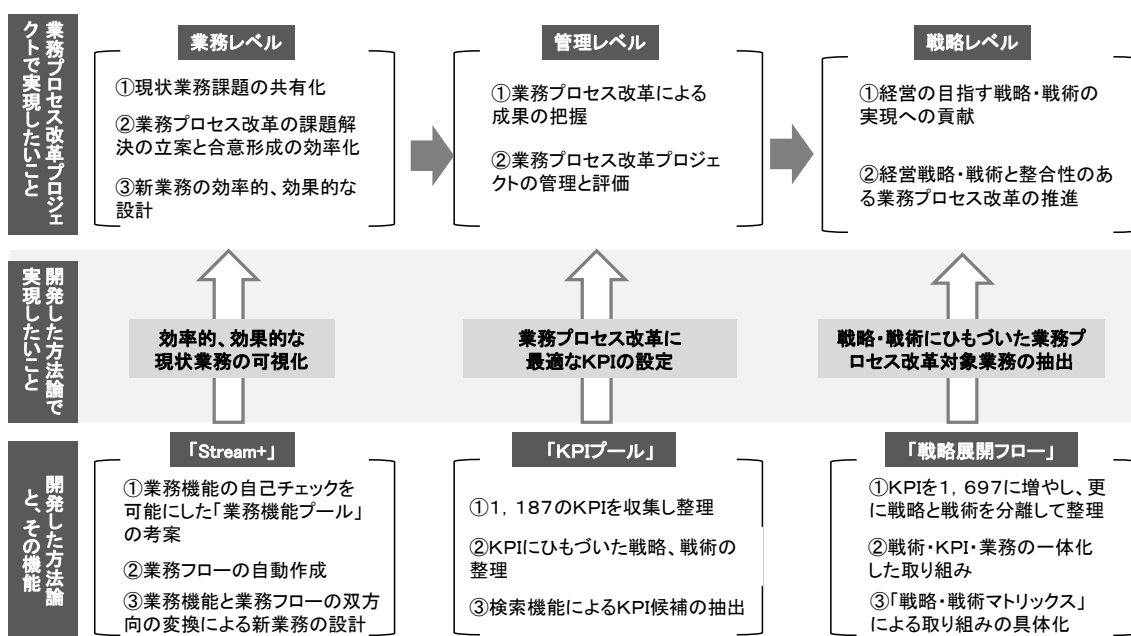 業務プロセス改革プロジェ
クトで実現したいこと
業務レベル
①現状業務課題の共有化
②業務プロセス改革の課題解
決の立案と合意形成の効率化
③新業務の効率的、効果的な
設計
管理レベル
①業務プロセス改革による
成果の把握
②業務プロセス改革プロジェ
クトの管理と評価
戦略レベル
①経営の目指す戦略・戦術の
実現への貢献
②経営戦略・戦術と整合性のあ
る業務プロセス改革の推進
開発した方法論で
実現したいこと
効率的、効果的な
現状業務の可視化
業務プロセス改革に
最適なKPIの設定
戦略・戦術にひもづいた業務プ
ロセス改革対象業務の抽出
開発した方法論
と、その機能
「Stream+」
①業務機能の自己チェックを
可能にした「業務機能プール」
の考案
②業務フローの自動作成
③業務機能と業務フローの双方
向の変換による新業務の設計
「KPIプール」
①1，187のKPIを収集し整理
②KPIにひもづいた戦略、戦術の
整理
③検索機能によるKPI候補の抽出
「戦略展開フロー」
①KPIを1，697に増やし、更
に戦略と戦術を分離して整理
②戦術・KPI・業務の一体化
した取り組み
③「戦略・戦術マトリックス」
による取り組みの具体化